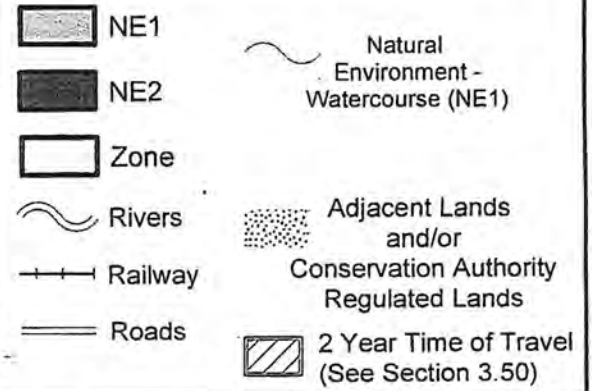 NE1
NE2
Zone
Rivers
Railway
Roads
Natural
Environment -
Watercourse (NE1)
Adjacent Lands
and/or
Conservation Authority
Regulated Lands
2 Year Time of Travel
(See Section 3.50)